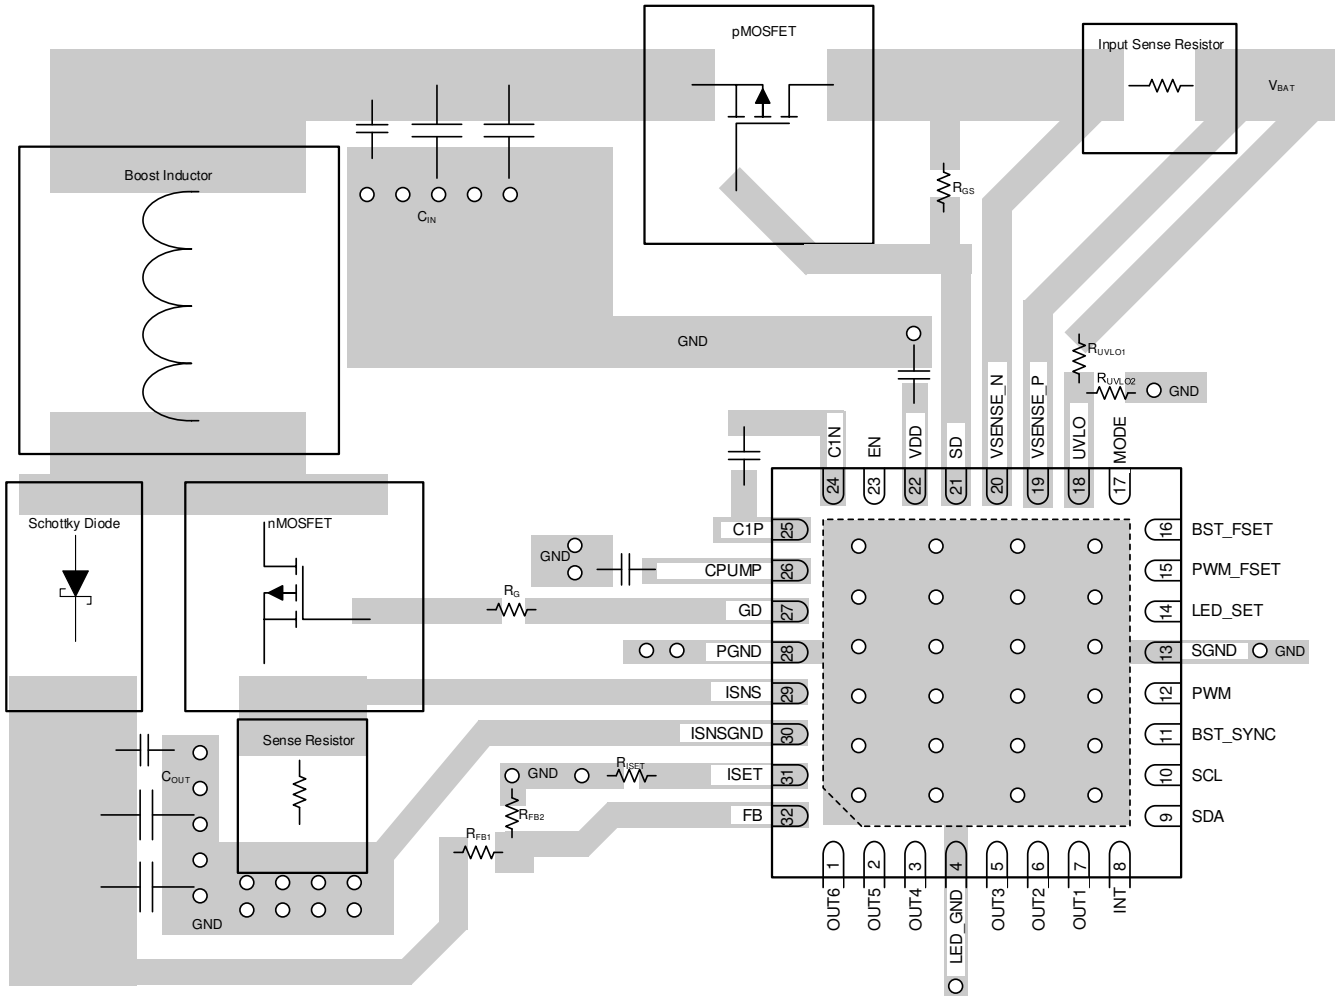 pMOSFET
Input Sense Resistor
VBAT
Boost Inductor
RGS
CIN
GND
RUVLO1
RUVLO2
GND
C1N
EN
VDD
SD
VSENSE_N
VSENSE_P
UVLO
MODE
24
23
22
21
20
19
18
17
Schottky Diode
nMOSFET
C1P
25
16
BST_FSET
GND
CPUMP
26
15
PWM_FSET
RG
GD
27
14
LED_SET
PGND
28
13
SGND
GND
ISNS
29
12
PWM
Sense Resistor
ISNSGND
30
11
BST_SYNC
COUT
GND
RISET
ISET
31
10
SCL
RFB2
FB
32
9
SDA
RFB1
1
2
3
4
5
6
7
8
GND
OUT6
OUT5
OUT4
LED_GND
OUT3
OUT2
OUT1
INT